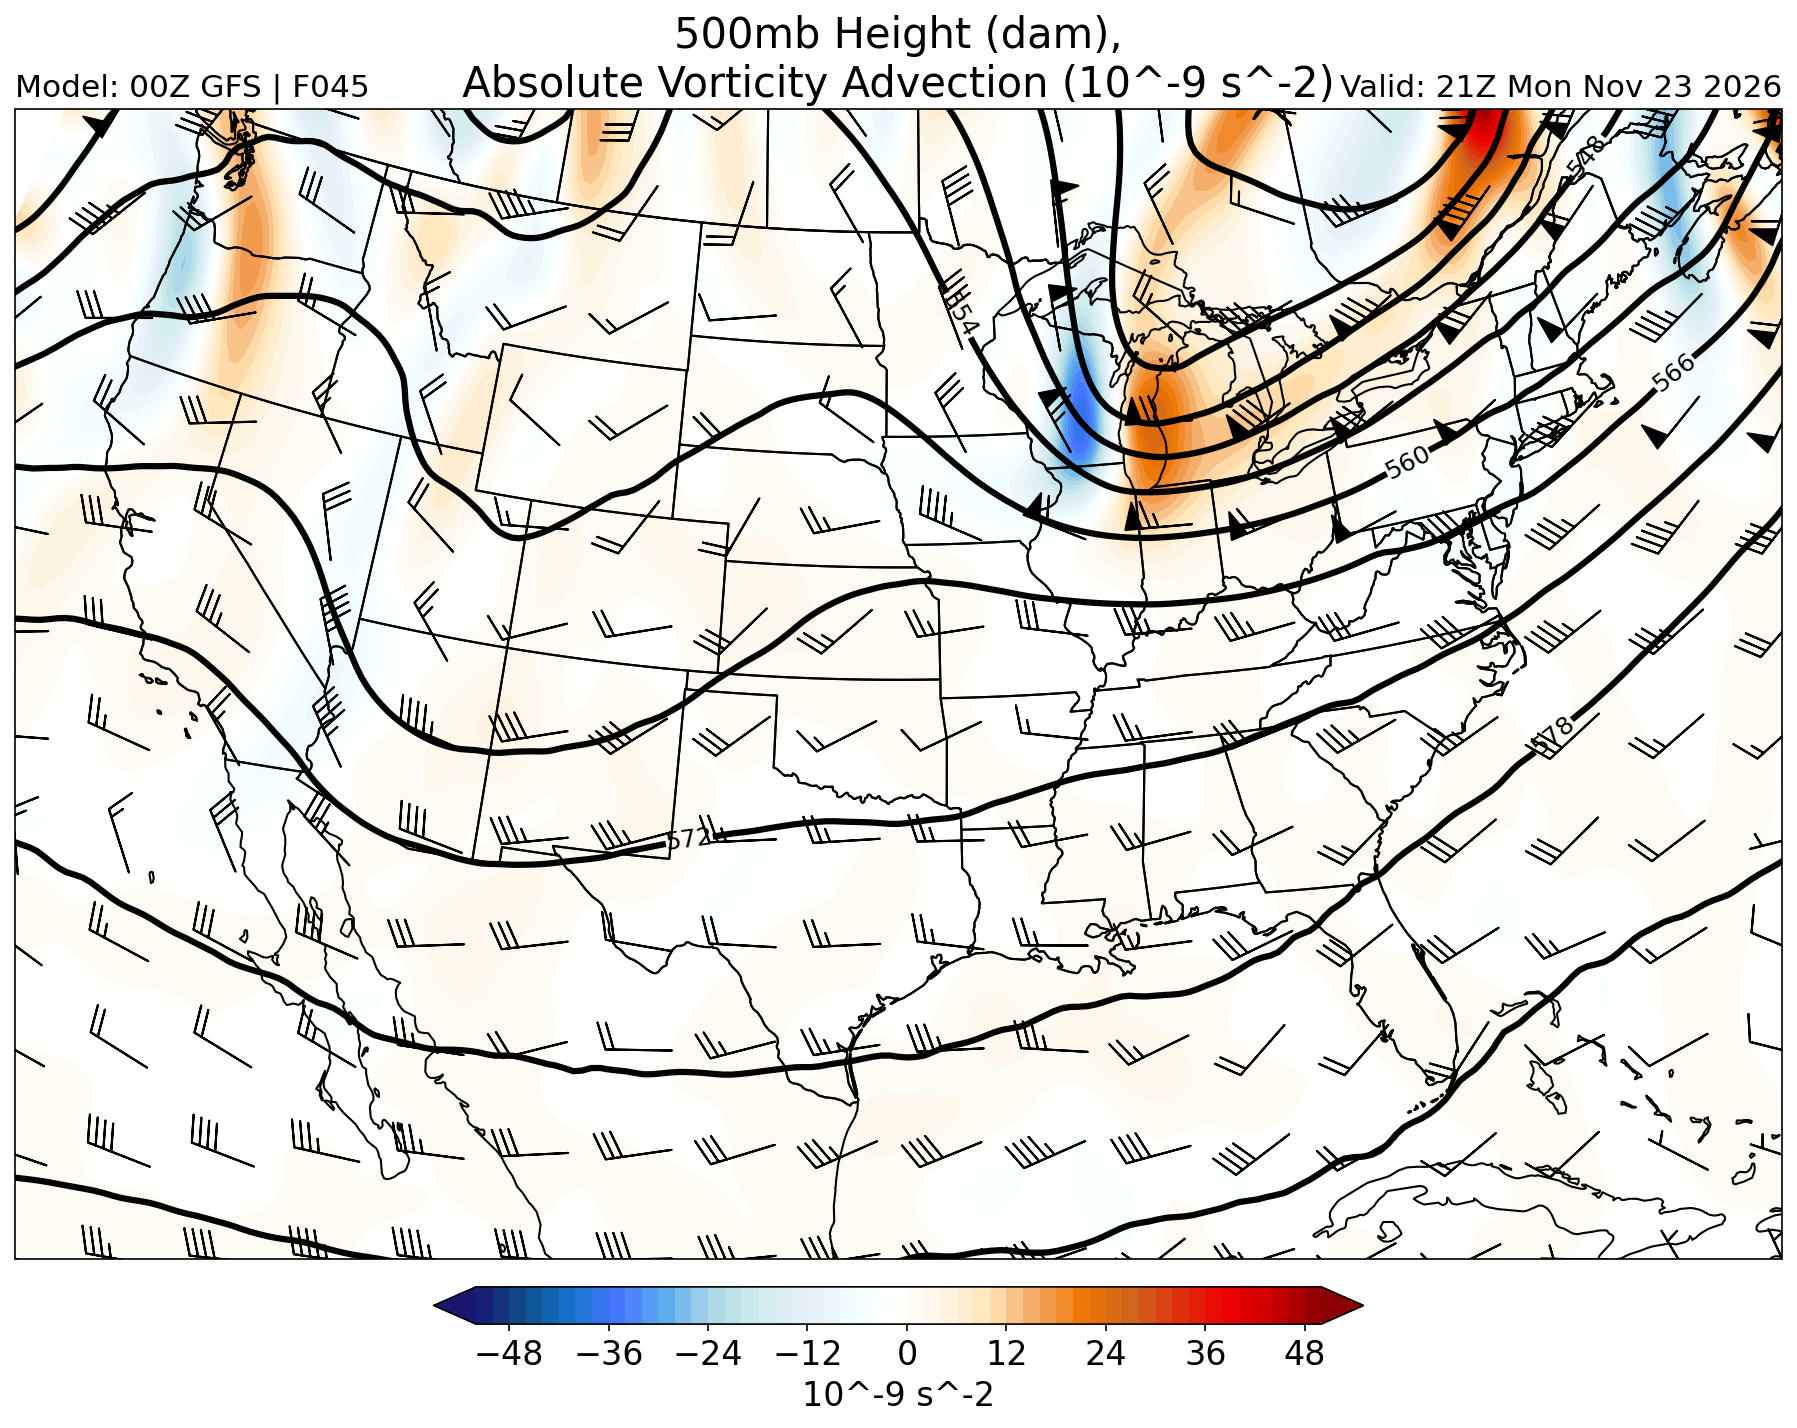 500mb Height (dam),
Model: 00Z GFS | F045
Absolute Vorticity Advection (10^-9 s^-2)
Valid: 21Z Mon Nov 23 2026
548
554
566
560
578
572
−48 −36 −24 −12 0 12 24 36 48
10^-9 s^-2